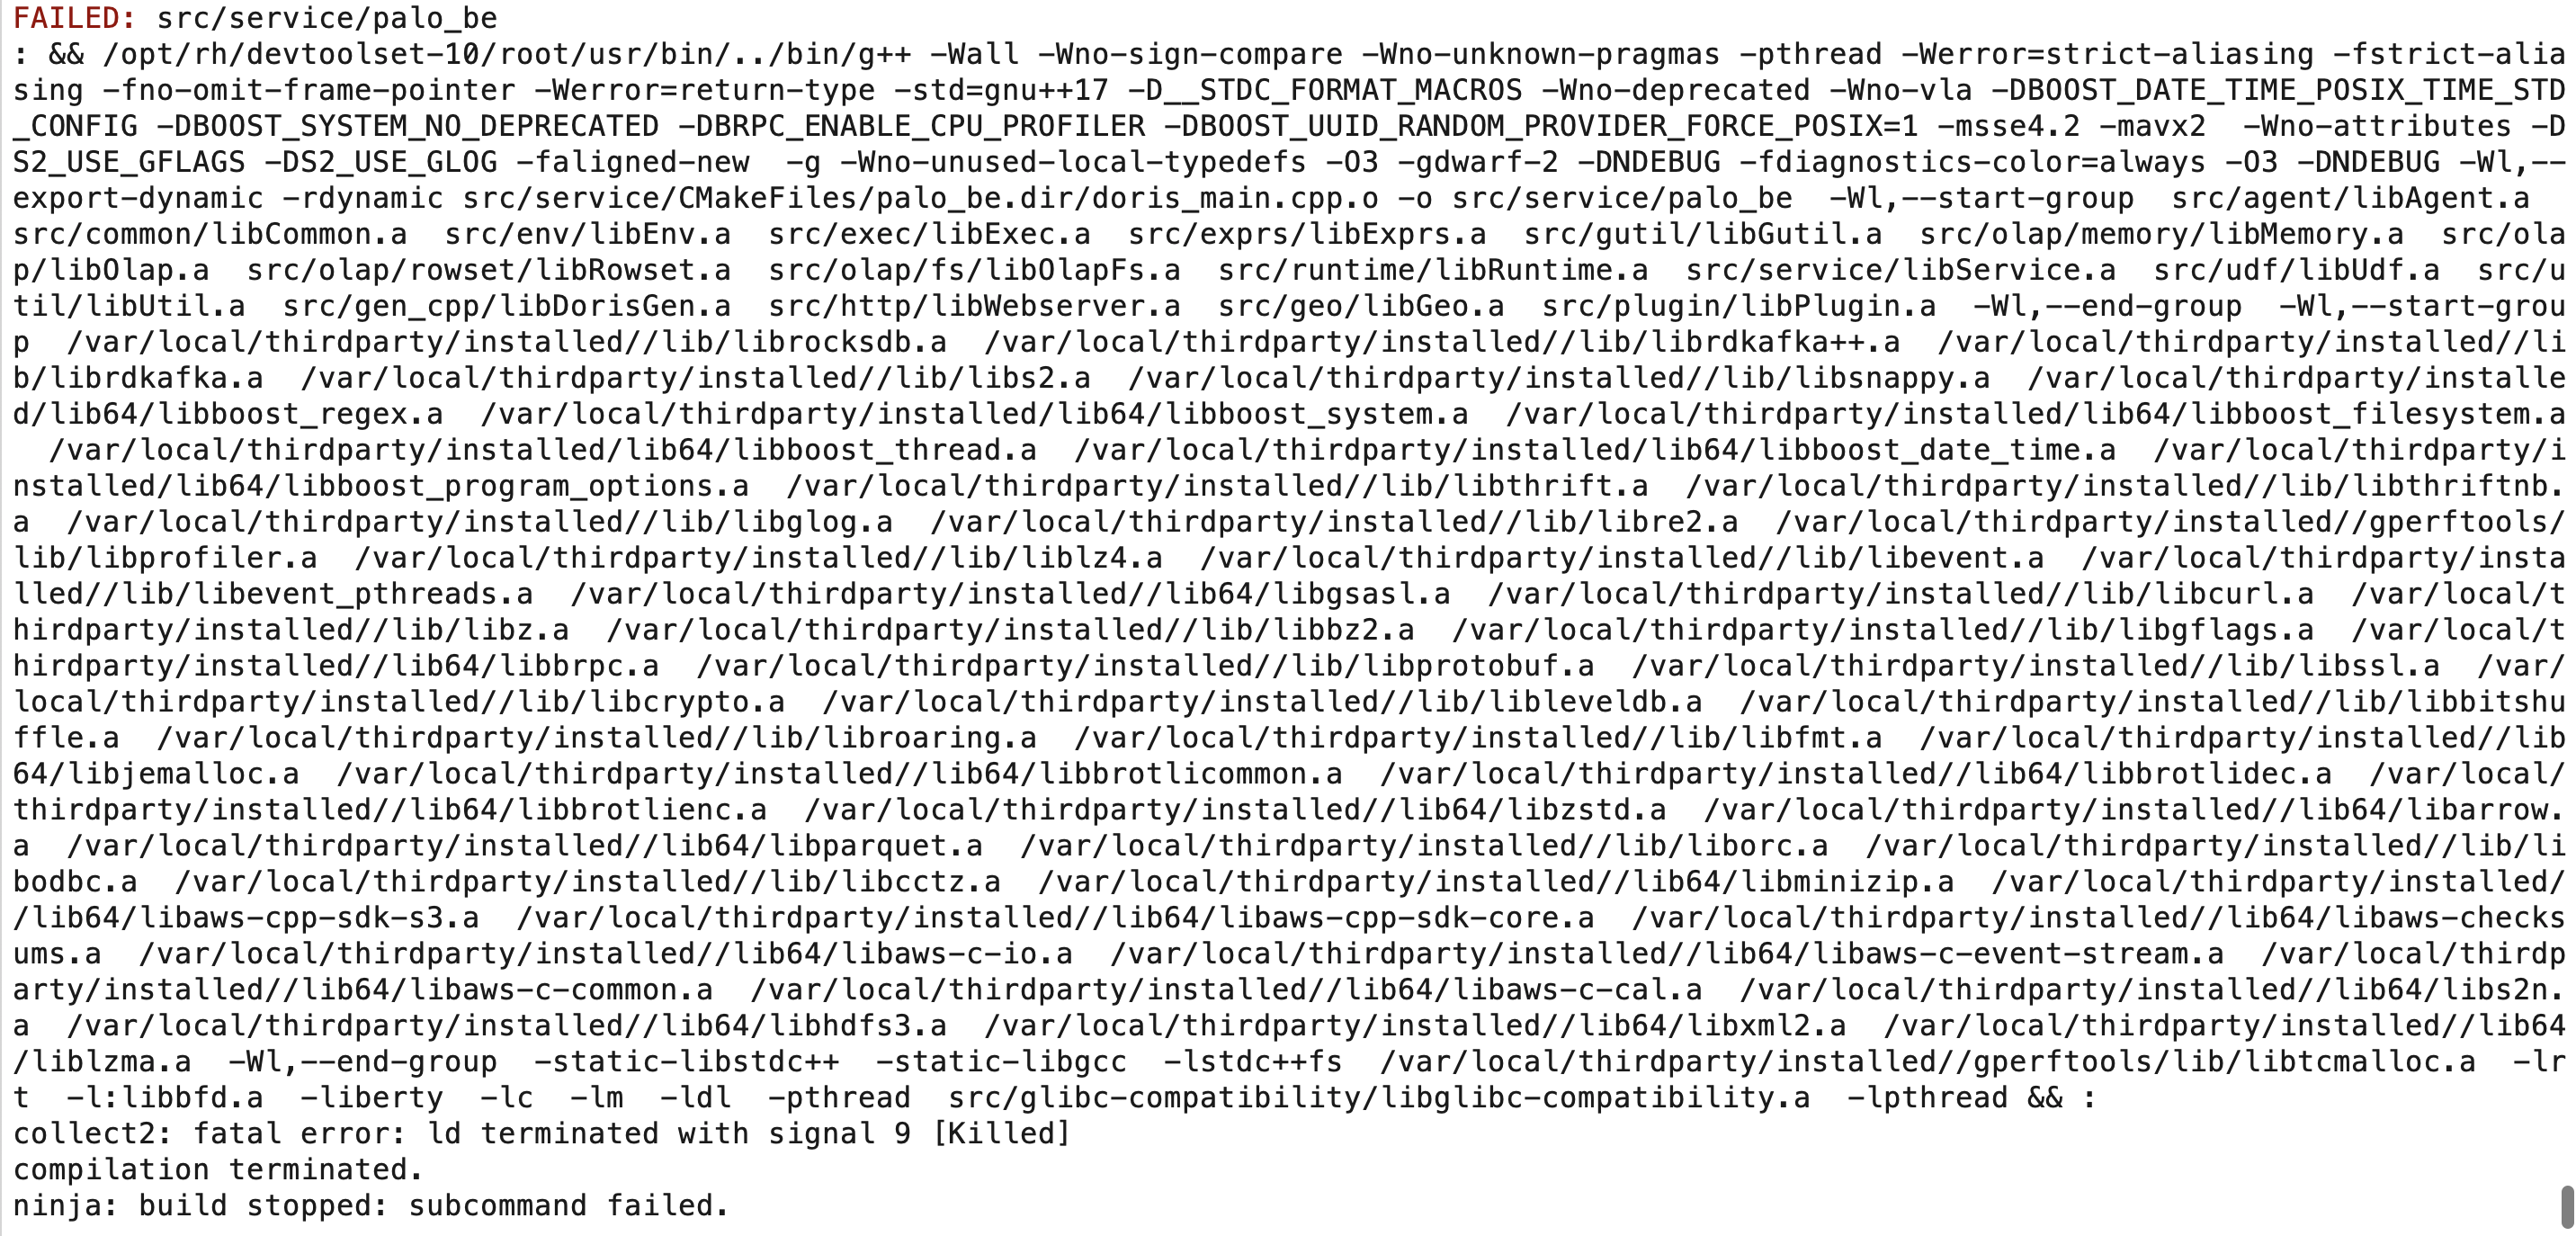 FAILED: src/service/palo_be
: && /opt/rh/devtoolset-10/root/usr/bin/../bin/g++ -Wall -Wno-sign-compare -Wno-unknown-pragmas -pthread -Werror=strict-aliasing -fstrict-alia
sing -fno-omit-frame-pointer -Werror=return-type -std=gnu++17 -D__STDC_FORMAT_MACROS -Wno-deprecated -Wno-vla -DBOOST_DATE_TIME_POSIX_TIME_STD
_CONFIG -DBOOST_SYSTEM_NO_DEPRECATED -DBRPC_ENABLE_CPU_PROFILER -DBOOST_UUID_RANDOM_PROVIDER_FORCE_POSIX=1 -msse4.2 -mavx2  -Wno-attributes -D
S2_USE_GFLAGS -DS2_USE_GLOG -faligned-new  -g -Wno-unused-local-typedefs -O3 -gdwarf-2 -DNDEBUG -fdiagnostics-color=always -O3 -DNDEBUG -Wl,--
export-dynamic -rdynamic src/service/CMakeFiles/palo_be.dir/doris_main.cpp.o -o src/service/palo_be  -Wl,--start-group  src/agent/libAgent.a
src/common/libCommon.a  src/env/libEnv.a  src/exec/libExec.a  src/exprs/libExprs.a  src/gutil/libGutil.a  src/olap/memory/libMemory.a  src/ola
p/libOlap.a  src/olap/rowset/libRowset.a  src/olap/fs/libOlapFs.a  src/runtime/libRuntime.a  src/service/libService.a  src/udf/libUdf.a  src/u
til/libUtil.a  src/gen_cpp/libDorisGen.a  src/http/libWebserver.a  src/geo/libGeo.a  src/plugin/libPlugin.a  -Wl,--end-group  -Wl,--start-grou
p  /var/local/thirdparty/installed//lib/librocksdb.a  /var/local/thirdparty/installed//lib/librdkafka++.a  /var/local/thirdparty/installed//li
b/librdkafka.a  /var/local/thirdparty/installed//lib/libs2.a  /var/local/thirdparty/installed//lib/libsnappy.a  /var/local/thirdparty/installe
d/lib64/libboost_regex.a  /var/local/thirdparty/installed/lib64/libboost_system.a  /var/local/thirdparty/installed/lib64/libboost_filesystem.a
  /var/local/thirdparty/installed/lib64/libboost_thread.a  /var/local/thirdparty/installed/lib64/libboost_date_time.a  /var/local/thirdparty/i
nstalled/lib64/libboost_program_options.a  /var/local/thirdparty/installed//lib/libthrift.a  /var/local/thirdparty/installed//lib/libthriftnb.
a  /var/local/thirdparty/installed//lib/libglog.a  /var/local/thirdparty/installed//lib/libre2.a  /var/local/thirdparty/installed//gperftools/
lib/libprofiler.a  /var/local/thirdparty/installed//lib/liblz4.a  /var/local/thirdparty/installed//lib/libevent.a  /var/local/thirdparty/insta
lled//lib/libevent_pthreads.a  /var/local/thirdparty/installed//lib64/libgsasl.a  /var/local/thirdparty/installed//lib/libcurl.a  /var/local/t
hirdparty/installed//lib/libz.a  /var/local/thirdparty/installed//lib/libbz2.a  /var/local/thirdparty/installed//lib/libgflags.a  /var/local/t
hirdparty/installed//lib64/libbrpc.a  /var/local/thirdparty/installed//lib/libprotobuf.a  /var/local/thirdparty/installed//lib/libssl.a  /var/
local/thirdparty/installed//lib/libcrypto.a  /var/local/thirdparty/installed//lib/libleveldb.a  /var/local/thirdparty/installed//lib/libbitshu
ffle.a  /var/local/thirdparty/installed//lib/libroaring.a  /var/local/thirdparty/installed//lib/libfmt.a  /var/local/thirdparty/installed//lib
64/libjemalloc.a  /var/local/thirdparty/installed//lib64/libbrotlicommon.a  /var/local/thirdparty/installed//lib64/libbrotlidec.a  /var/local/
thirdparty/installed//lib64/libbrotlienc.a  /var/local/thirdparty/installed//lib64/libzstd.a  /var/local/thirdparty/installed//lib64/libarrow.
a  /var/local/thirdparty/installed//lib64/libparquet.a  /var/local/thirdparty/installed//lib/liborc.a  /var/local/thirdparty/installed//lib/li
bodbc.a  /var/local/thirdparty/installed//lib/libcctz.a  /var/local/thirdparty/installed//lib64/libminizip.a  /var/local/thirdparty/installed/
/lib64/libaws-cpp-sdk-s3.a  /var/local/thirdparty/installed//lib64/libaws-cpp-sdk-core.a  /var/local/thirdparty/installed//lib64/libaws-checks
ums.a  /var/local/thirdparty/installed//lib64/libaws-c-io.a  /var/local/thirdparty/installed//lib64/libaws-c-event-stream.a  /var/local/thirdp
arty/installed//lib64/libaws-c-common.a  /var/local/thirdparty/installed//lib64/libaws-c-cal.a  /var/local/thirdparty/installed//lib64/libs2n.
a  /var/local/thirdparty/installed//lib64/libhdfs3.a  /var/local/thirdparty/installed//lib64/libxml2.a  /var/local/thirdparty/installed//lib64
/liblzma.a  -Wl,--end-group  -static-libstdc++  -static-libgcc  -lstdc++fs  /var/local/thirdparty/installed//gperftools/lib/libtcmalloc.a  -lr
t  -l:libbfd.a  -liberty  -lc  -lm  -ldl  -pthread  src/glibc-compatibility/libglibc-compatibility.a  -lpthread && :
collect2: fatal error: ld terminated with signal 9 [Killed]
compilation terminated.
ninja: build stopped: subcommand failed.